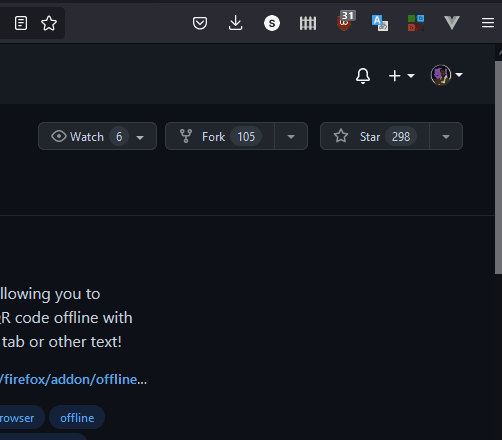 31
S
Watch 6
Fork 105
Star 298
llowing you to
R code offline with
tab or other text!
/firefox/addon/offline...
rowser
offline